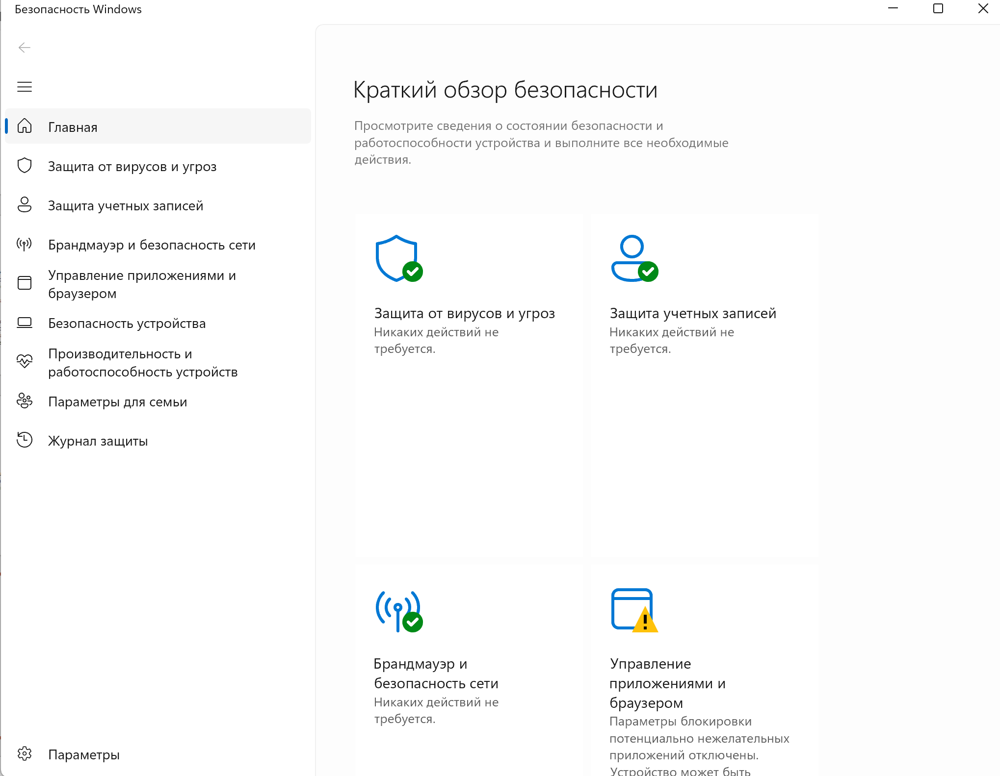 Безопасность Windows
Главная
Защита от вирусов и угроз
Защита учетных записей
Брандмауэр и безопасность сети
Управление приложениями и
браузером
Безопасность устройства
Производительность и
работоспособность устройств
Параметры для семьи
Журнал защиты
Параметры
Краткий обзор безопасности
Просмотрите сведения о состоянии безопасности и
работоспособности устройства и выполните все необходимые
действия.
Защита от вирусов и угроз
Никаких действий не
требуется.
Защита учетных записей
Никаких действий не
требуется.
Брандмауэр и
безопасность сети
Никаких действий не
требуется.
Управление
приложениями и
браузером
Параметры блокировки
потенциально нежелательных
приложений отключены.
Устройство может быть